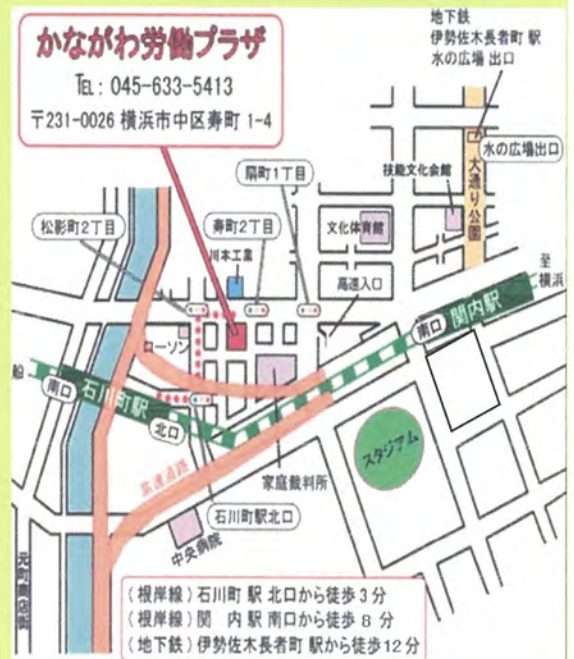 かながわ労働プラザ
TEL: 045-633-5413
〒231-0026 横浜市中区寿町 1-4
地下鉄
伊勢佐木長者町 駅
水の広場 出口
水の広場出口
大通り公園
技能文化会館
扇町1丁目
松影町2丁目
寿町2丁目
文化体育館
川本工業
高速入口
至
横浜
関内駅
南口
ローソン
船
南口
石川町駅
北口
スタジアム
高速道路
家庭裁判所
石川町駅北口
中央病院
元町商店街
(根岸線)石川町 駅 北口から徒歩 3 分
(根岸線)関 内 駅 南口から徒歩 8 分
(地下鉄)伊勢佐木長者町 駅から徒歩12 分